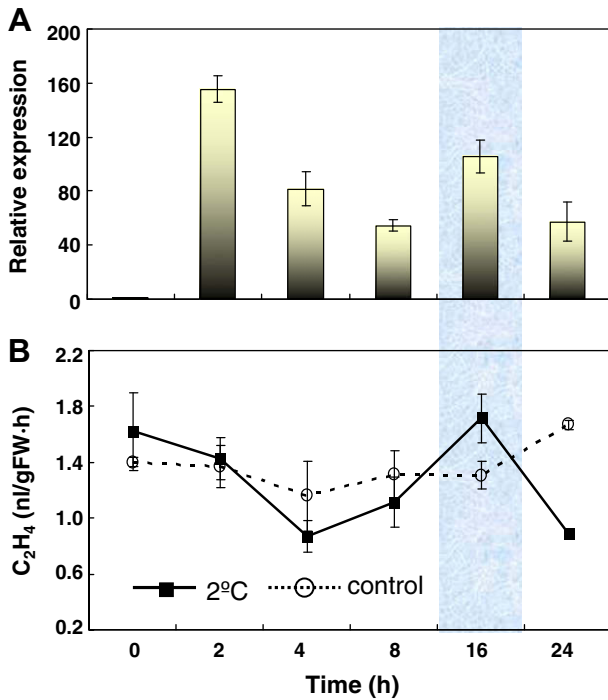 A
Relative expression
200
160
120
80
40
0
B
C₂H₄ (nl/gFW·h)
2.2
1.8
1.4
1.0
0.6
0.2
2ºC
control
0 2 4 8 16 24
Time (h)